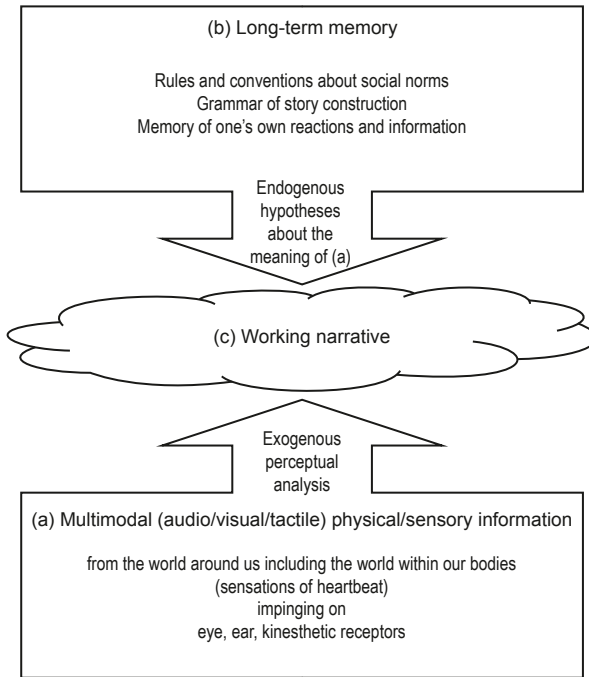 (b) Long-term memory
Rules and conventions about social norms
Grammar of story construction
Memory of one's own reactions and information
Endogenous
hypotheses
about the
meaning of (a)
(c) Working narrative
Exogenous
perceptual
analysis
(a) Multimodal (audio/visual/tactile) physical/sensory information
from the world around us including the world within our bodies
(sensations of heartbeat)
impinging on
eye, ear, kinesthetic receptors